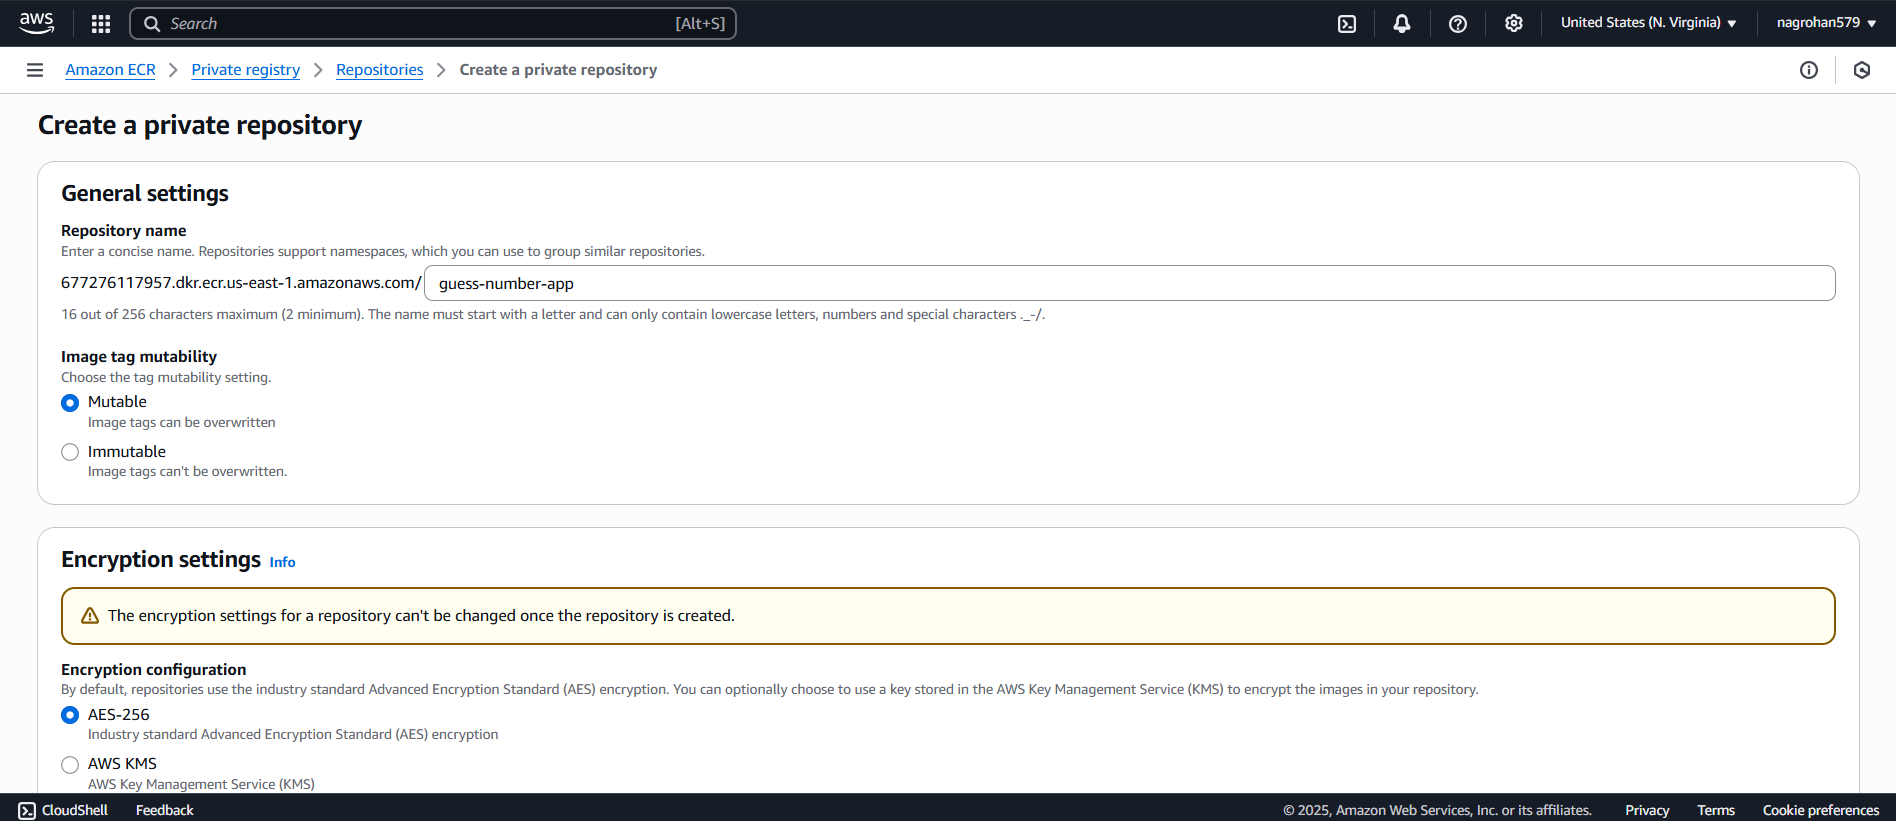 aws
Search [Alt+S]
United States (N. Virginia)
nagrohan579
Amazon ECR
Private registry
Repositories
Create a private repository
Create a private repository
General settings
Repository name
Enter a concise name. Repositories support namespaces, which you can use to group similar repositories.
677276117957.dkr.ecr.us-east-1.amazonaws.com/ guess-number-app
16 out of 256 characters maximum (2 minimum). The name must start with a letter and can only contain lowercase letters, numbers and special characters ._-/.
Image tag mutability
Choose the tag mutability setting.
Mutable
Image tags can be overwritten
Immutable
Image tags can't be overwritten.
Encryption settings Info
The encryption settings for a repository can't be changed once the repository is created.
Encryption configuration
By default, repositories use the industry standard Advanced Encryption Standard (AES) encryption. You can optionally choose to use a key stored in the AWS Key Management Service (KMS) to encrypt the images in your repository.
AES-256
Industry standard Advanced Encryption Standard (AES) encryption
AWS KMS
AWS Key Management Service (KMS)
CloudShell
Feedback
© 2025, Amazon Web Services, Inc. or its affiliates.
Privacy
Terms
Cookie preferences